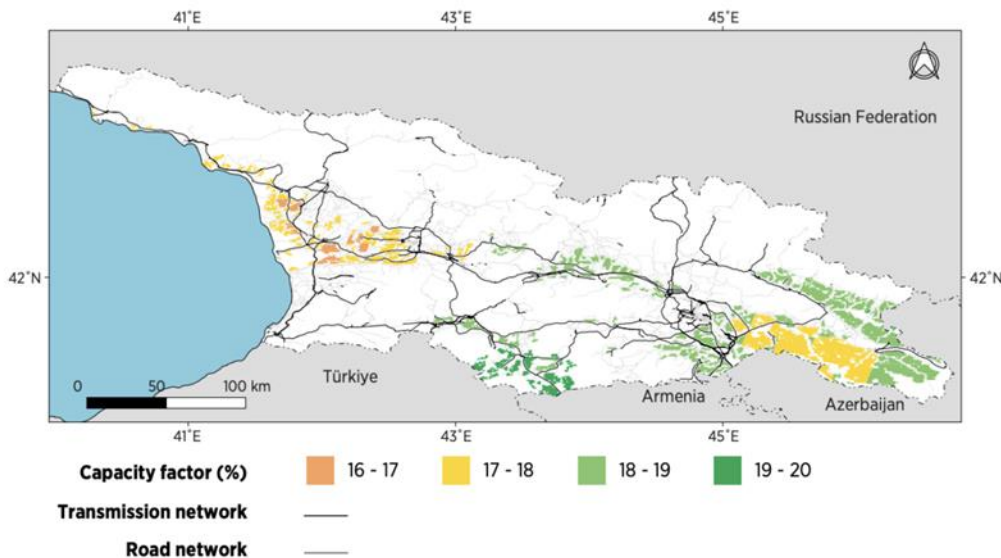 41°E 43°E 45°E
Russian Federation
42°N 42°N
0 50 100 km
Türkiye
Armenia
Azerbaijan
41°E 43°E 45°E
Capacity factor (%) 16 - 17 17 - 18 18 - 19 19 - 20
Transmission network
Road network